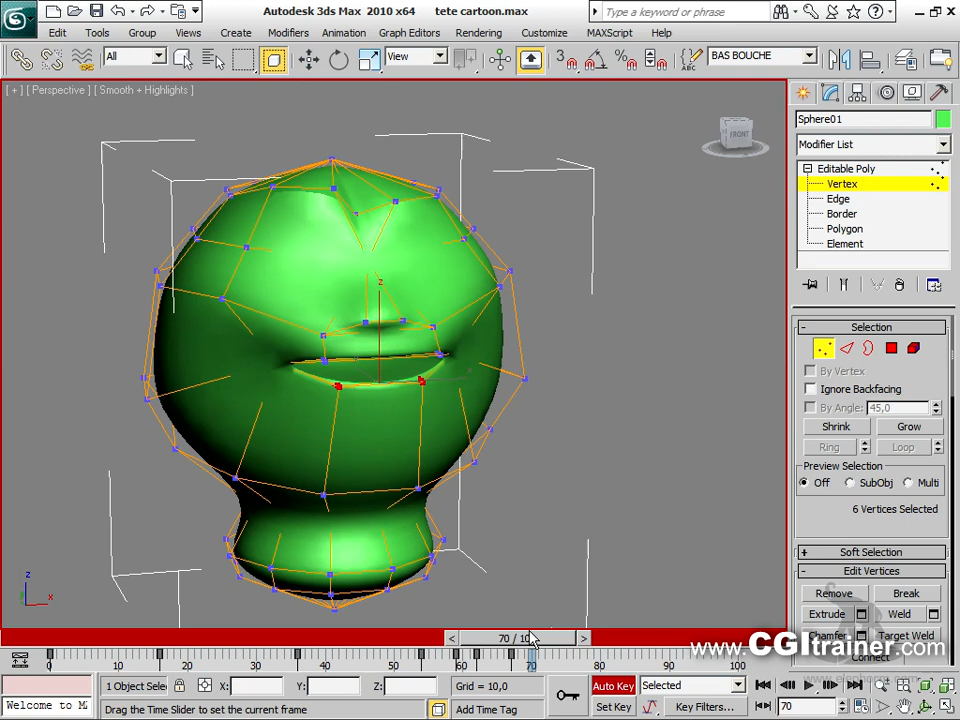 Autodesk 3ds Max 2010 x64 tete cartoon.max
Type a keyword or phrase
Edit Tools Group Views Create Modifiers Animation Graph Editors Rendering Customize MAXScript Help
All View 3 BAS BOUCHE
[ + ] [ Perspective ] [ Smooth + Highlights ]
FRONT
Sphere01
Modifier List
Editable Poly
Vertex
Edge
Border
Polygon
Element
- Selection
By Vertex
Ignore Backfacing
By Angle: 45,0
Shrink Grow
Ring Loop
Preview Selection
Off SubObj Multi
6 Vertices Selected
+ Soft Selection
- Edit Vertices
Remove Break
Extrude Weld
Chamfer Target Weld
Connect
z
z
x
< 70 / 10 >
www.CGItrainer.com
0 10 20 30 40 50 60 70 80 90 100
1 Object Sele X: Y: Z: Grid = 10,0 Auto Key Selected
Welcome to M
Drag the Time Slider to set the current frame Add Time Tag Set Key Key Filters... 70